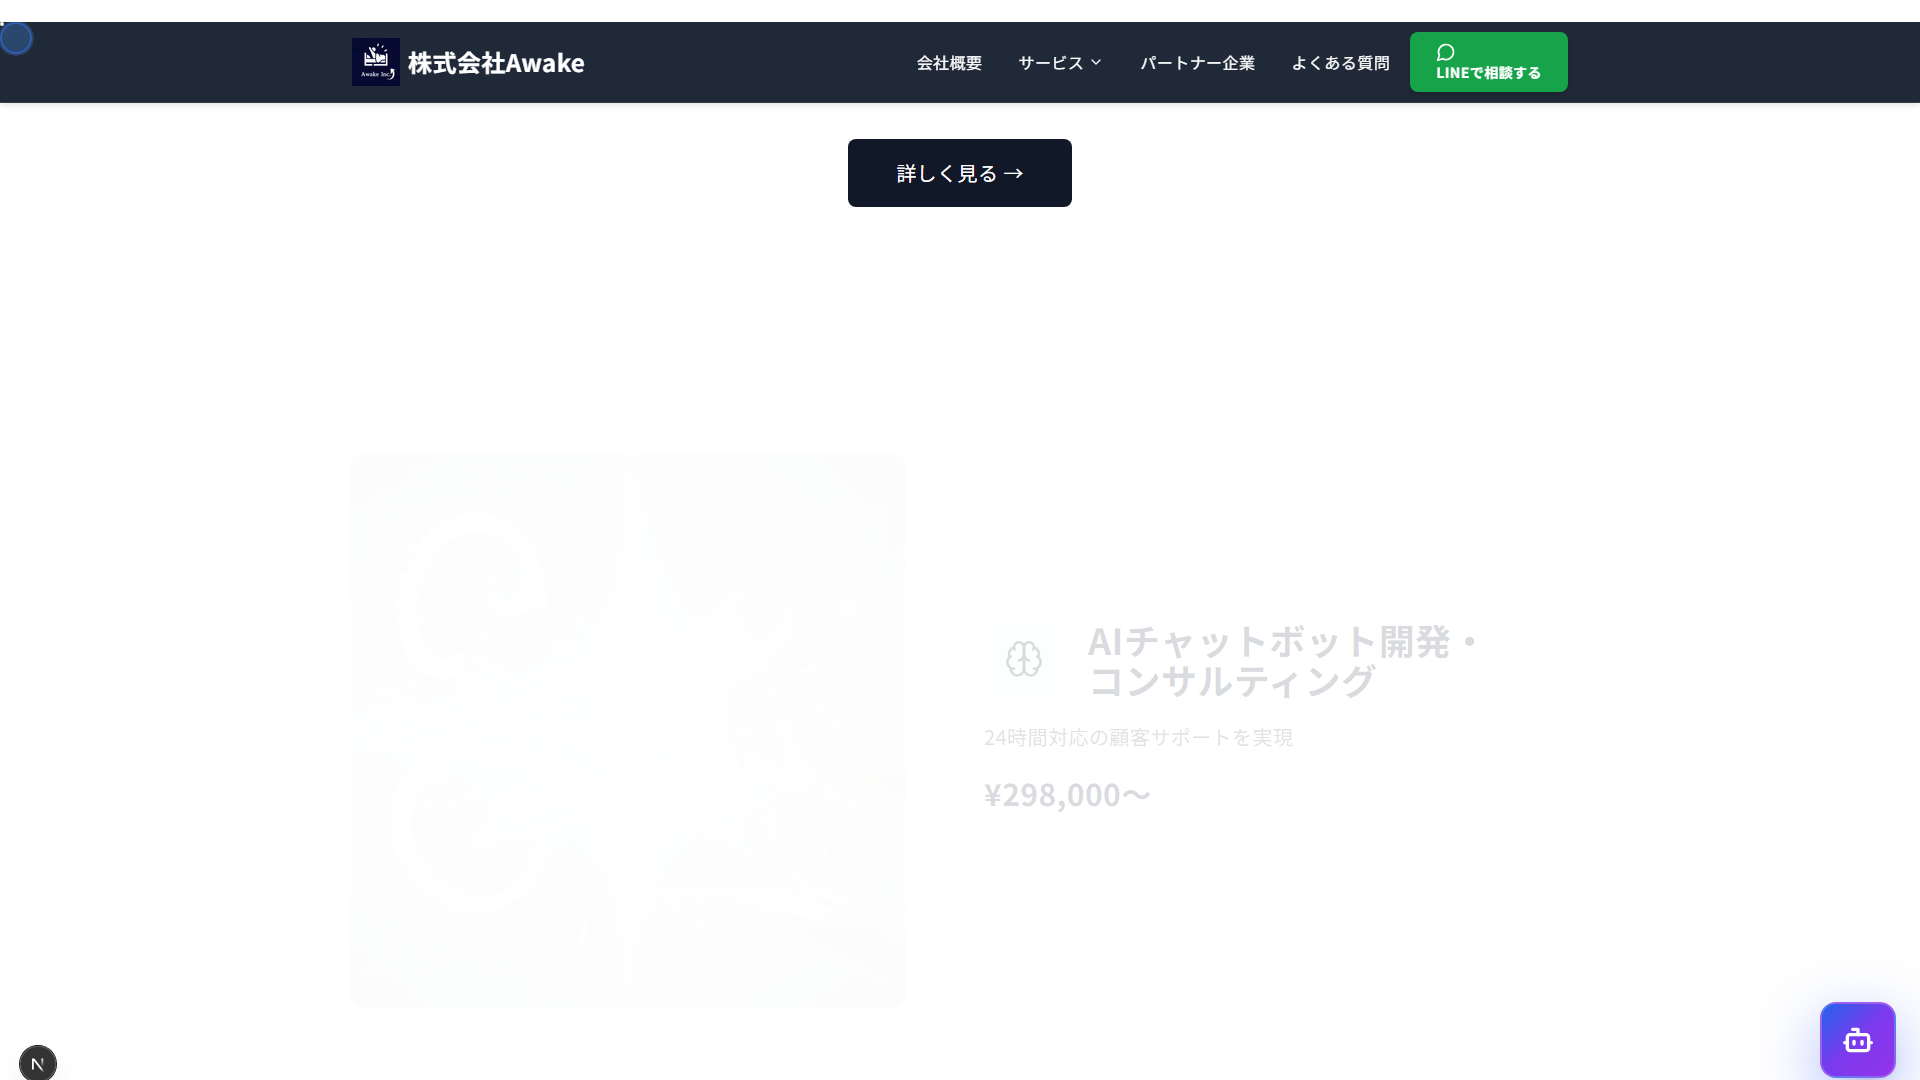 Awake Inc.
株式会社Awake
会社概要
サービス
パートナー企業
よくある質問
LINEで相談する
詳しく見る →
AIチャットボット開発・
コンサルティング
24時間対応の顧客サポートを実現
¥298,000〜
N